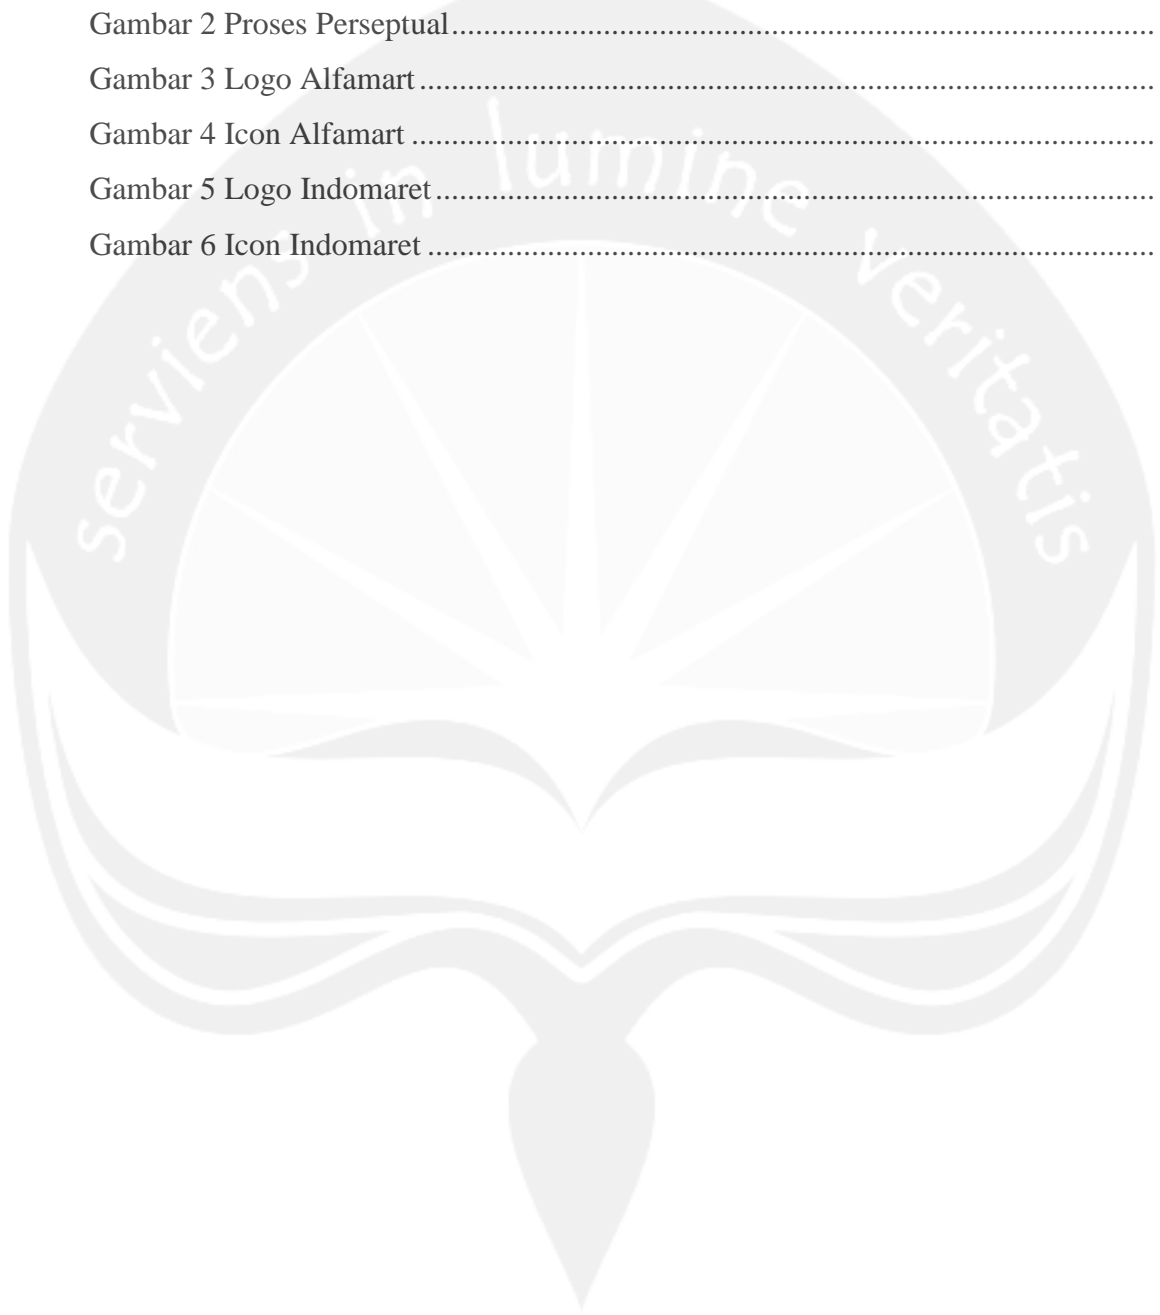 Gambar 2 Proses Perseptual......................................................................................
Gambar 3 Logo Alfamart..........................................................................................
Gambar 4 Icon Alfamart...........................................................................................
Gambar 5 Logo Indomaret........................................................................................
Gambar 6 Icon Indomaret.........................................................................................
serviens in lumine veritatis